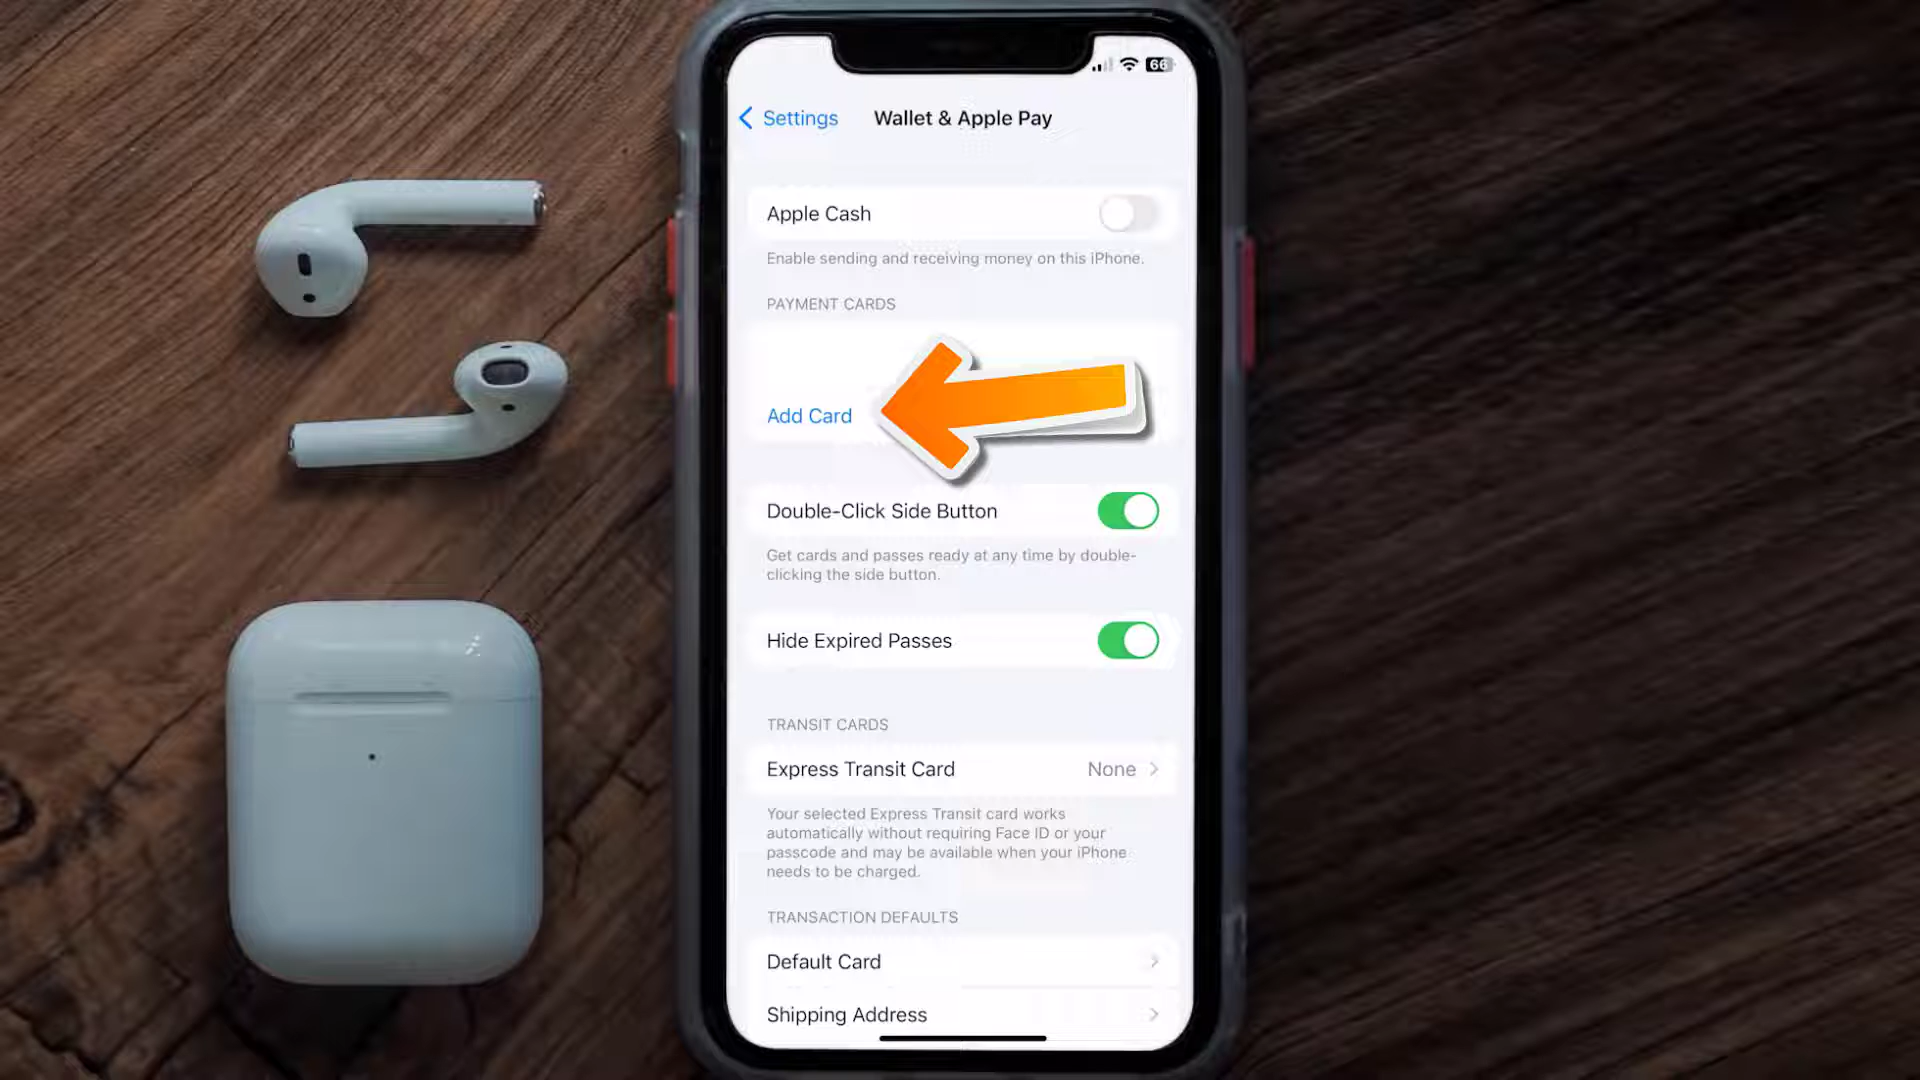 66
Settings
Wallet & Apple Pay
Apple Cash
Enable sending and receiving money on this iPhone.
PAYMENT CARDS
Add Card
Double-Click Side Button
Get cards and passes ready at any time by double-
clicking the side button.
Hide Expired Passes
TRANSIT CARDS
Express Transit Card None
Your selected Express Transit card works
automatically without requiring Face ID or your
passcode and may be available when your iPhone
needs to be charged.
TRANSACTION DEFAULTS
Default Card
Shipping Address